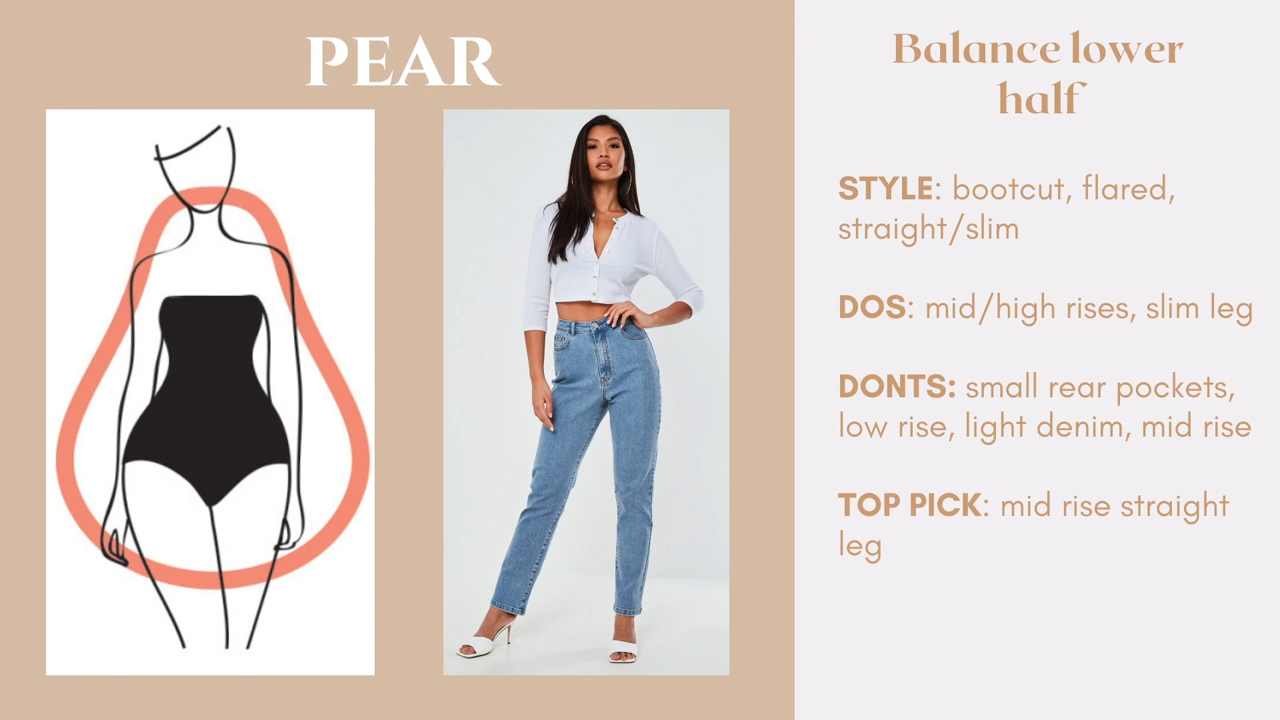 PEAR
Balance lower
half
STYLE: bootcut, flared,
straight/slim
DOS: mid/high rises, slim leg
DONTS: small rear pockets,
low rise, light denim, mid rise
TOP PICK: mid rise straight
leg